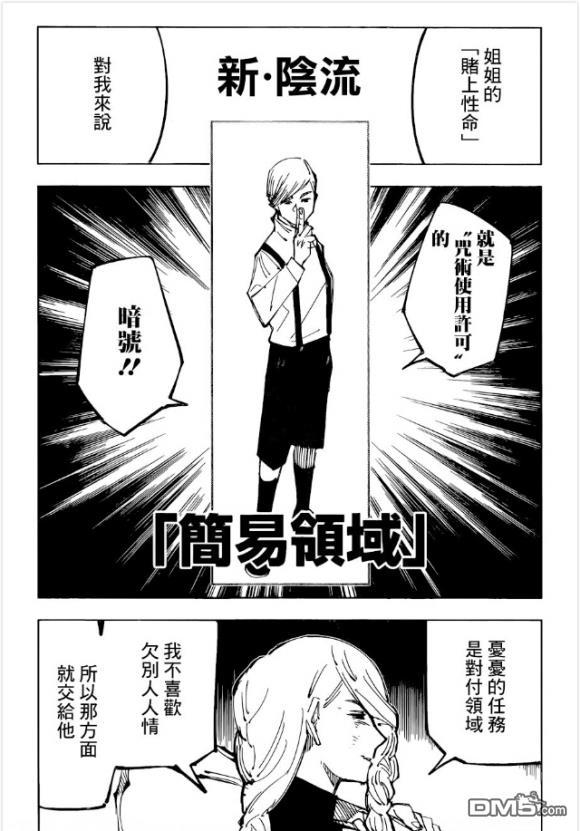 姐姐的
「賭上性命」
對我來說
新·陰流
就是
〝咒術使用許可〞
的
暗號!!
「簡易領域」
憂憂的任務
是對付領域
我不喜歡
欠別人人情
所以那方面
就交給他
DM5.com